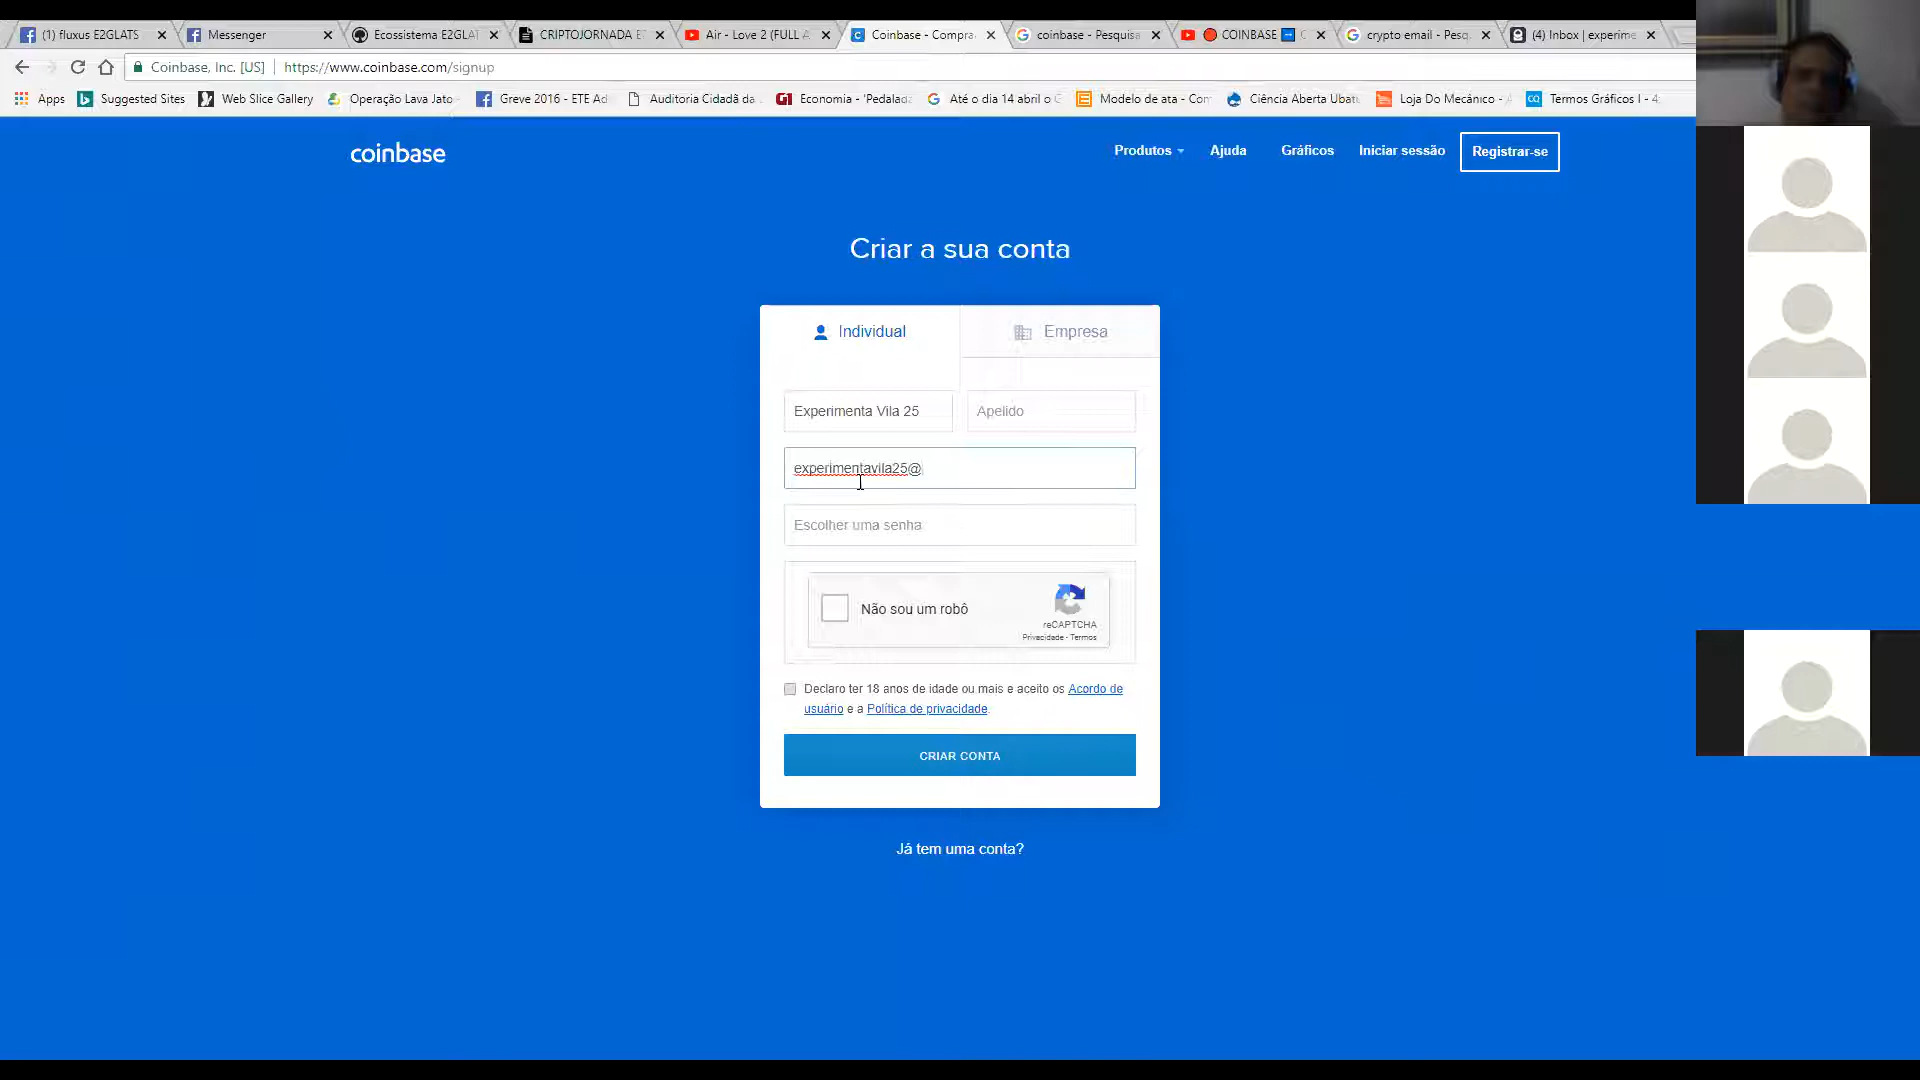 (1) fluxus E2GLATS
Messenger
Ecossistema E2GLA
CRIPTOJORNADA E
Air - Love 2 (FULL A
Coinbase - Compra
coinbase - Pesquisa
COINBASE
crypto email - Pesq
(4) Inbox | experime
Coinbase, Inc. [US]
https://www.coinbase.com/signup
Apps
Suggested Sites
Web Slice Gallery
Operação Lava Jato
Greve 2016 - ETE Ad
Auditoria Cidadã da
Economia - 'Pedalad
Até o dia 14 abril o
Modelo de ata - Con
Ciência Aberta Ubat
Loja Do Mecânico -
Termos Gráficos I - 4
coinbase
Produtos
Ajuda
Gráficos
Iniciar sessão
Registrar-se
Criar a sua conta
Individual
Empresa
Experimenta Vila 25
Apelido
experimentavila25@
Escolher uma senha
Não sou um robô
reCAPTCHA
Privacidade - Termos
Declaro ter 18 anos de idade ou mais e aceito os Acordo de
usuário e a Política de privacidade.
CRIAR CONTA
Já tem uma conta?